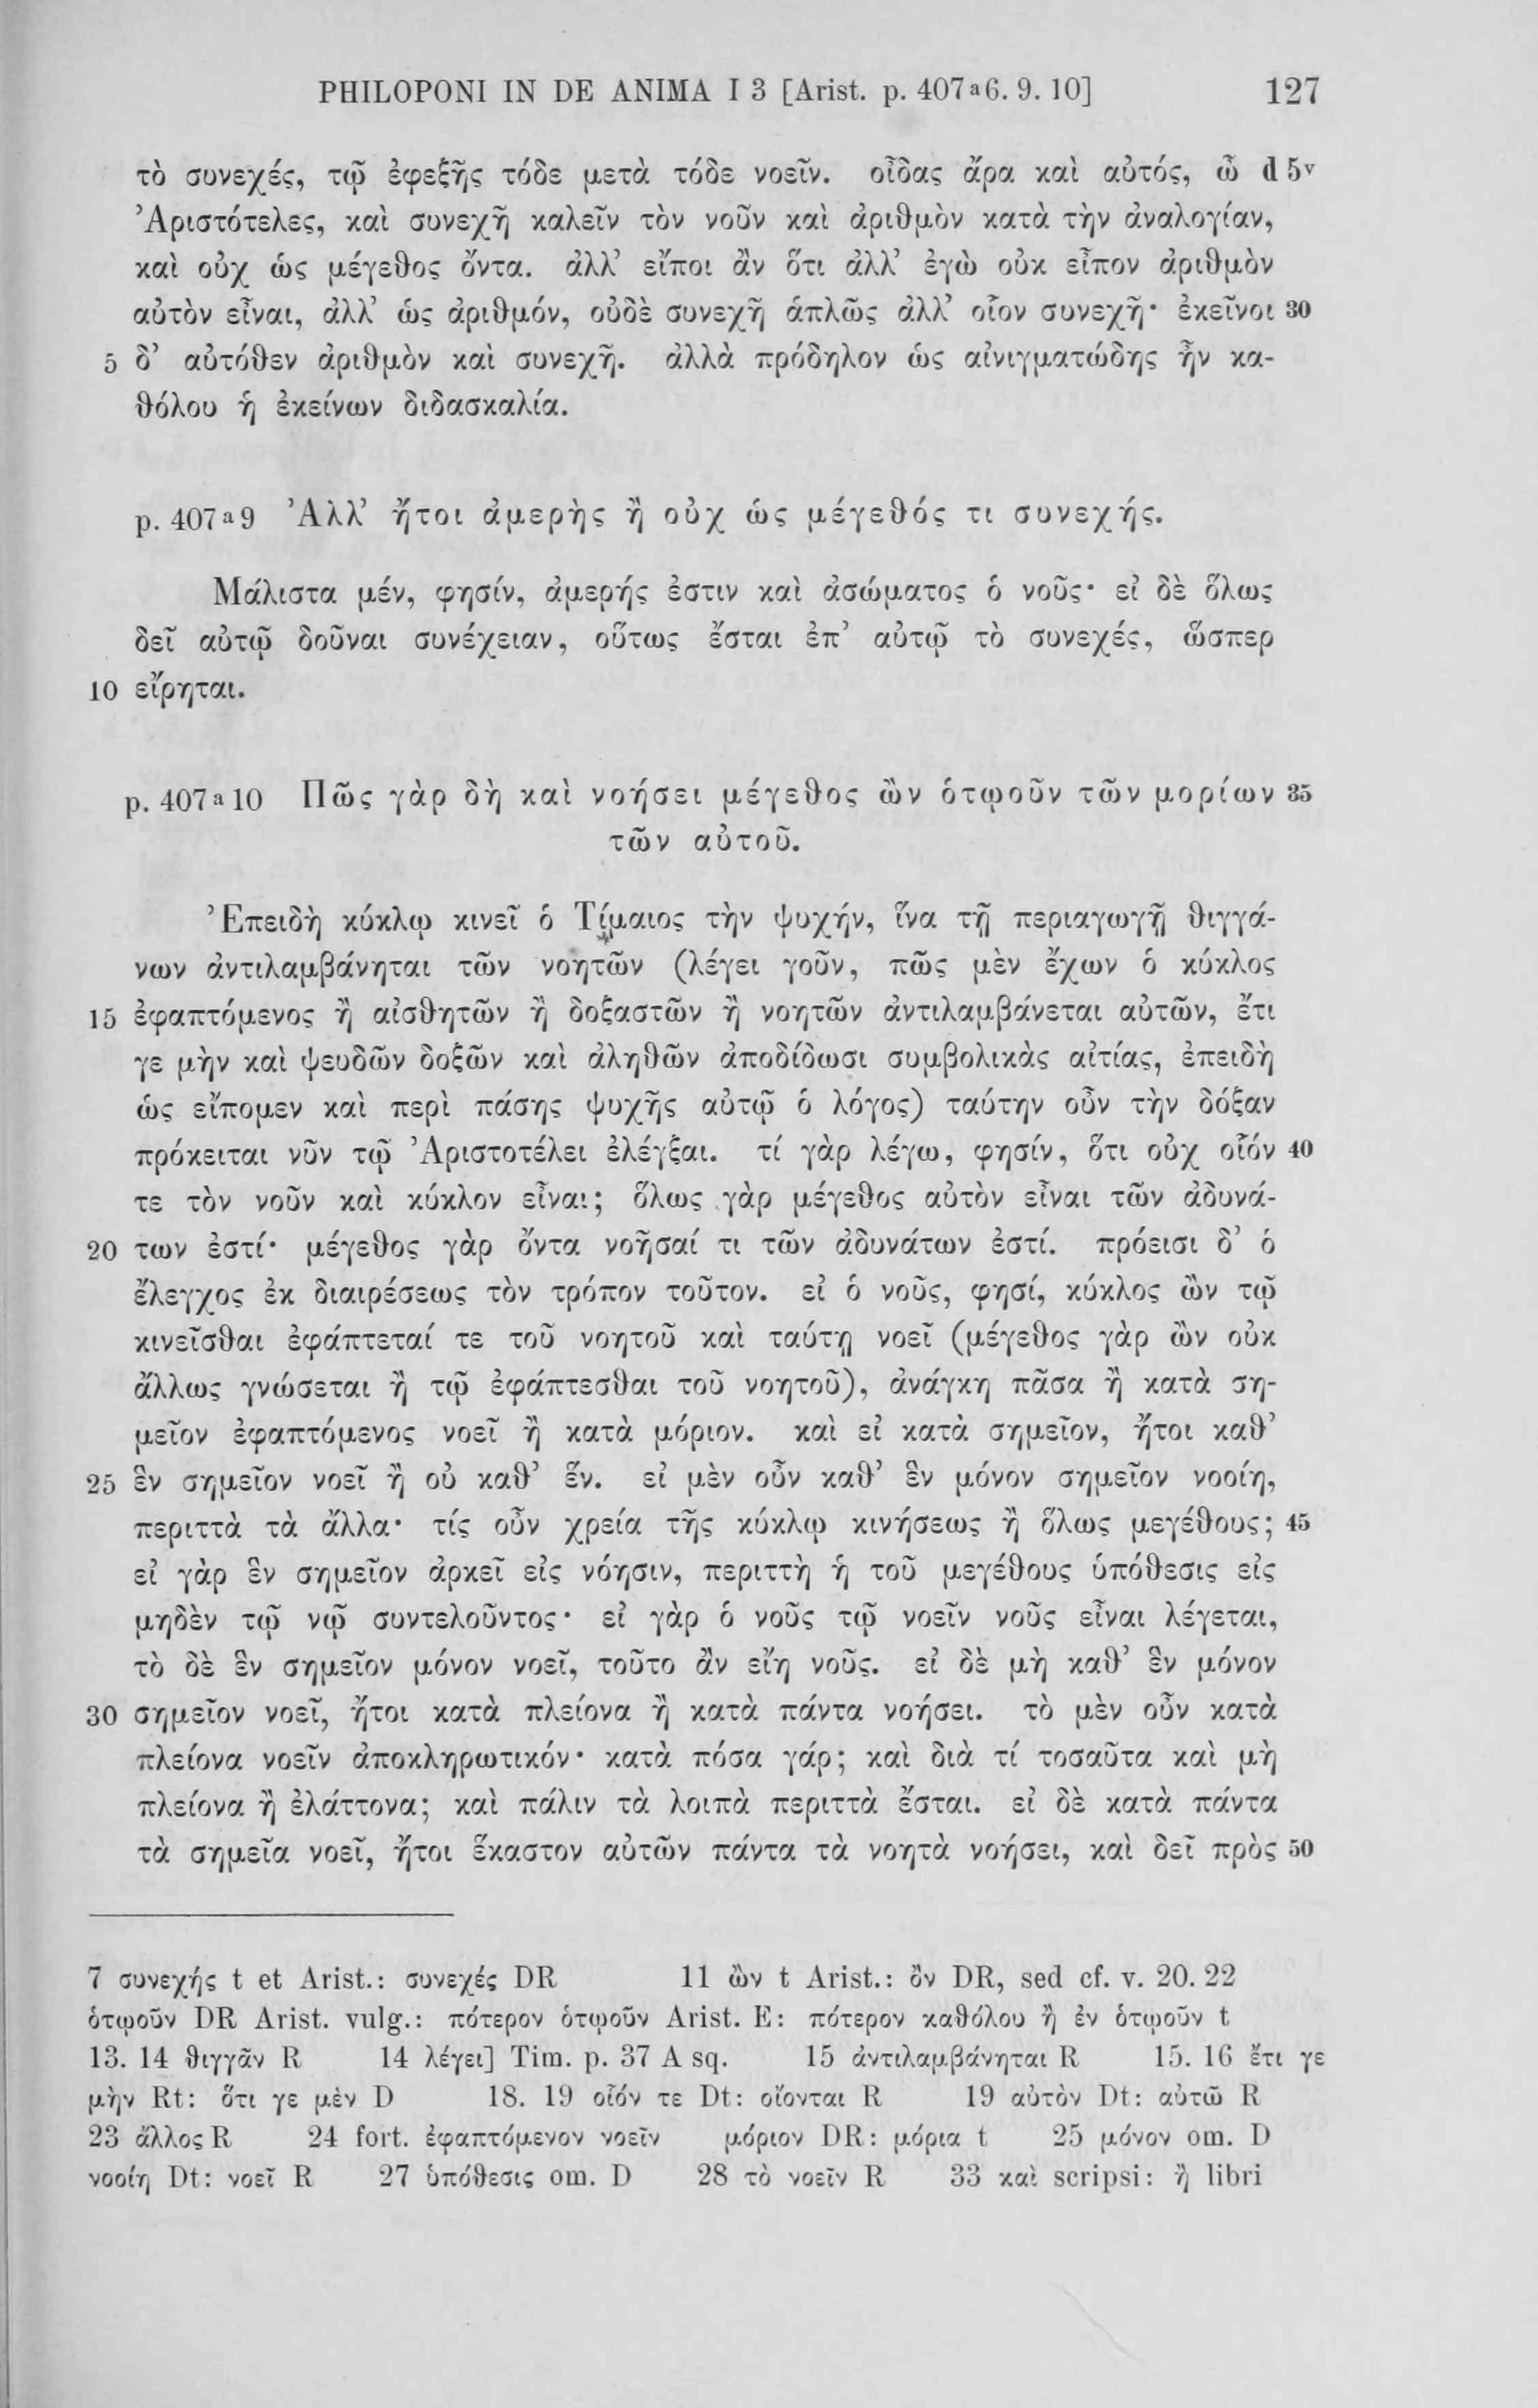 PHILOPONI IN DE ANIMA I 3 [Arist. p. 407ᵃ6. 9. 10] 127
τὸ συνεχές, τῷ ἐφεξῆς τόδε μετὰ τόδε νοεῖν. οἶδας ἄρα καὶ αὐτός, ὦ d 5ᵛ
Ἀριστότελες, καὶ συνεχῆ καλεῖν τὸν νοῦν καὶ ἀριθμὸν κατὰ τὴν ἀναλογίαν,
καὶ οὐχ ὡς μέγεθος ὄντα. ἀλλ’ εἴποι ἂν ὅτι ἀλλ’ ἐγὼ οὐκ εἶπον ἀριθμὸν
αὐτὸν εἶναι, ἀλλ’ ὡς ἀριθμόν, οὐδὲ συνεχῆ ἁπλῶς ἀλλ’ οἷον συνεχῆ· ἐκεῖνοι 30
5 δ’ αὐτόθεν ἀριθμὸν καὶ συνεχῆ. ἀλλὰ πρόδηλον ὡς αἰνιγματώδης ἦν κα-
θόλου ἡ ἐκείνων διδασκαλία.
p. 407ᵃ9 Ἀλλ’ ἤτοι ἀμερὴς ἢ οὐχ ὡς μέγεθός τι συνεχής.
Μάλιστα μέν, φησίν, ἀμερής ἐστιν καὶ ἀσώματος ὁ νοῦς· εἰ δὲ ὅλως
δεῖ αὐτῷ δοῦναι συνέχειαν, οὕτως ἔσται ἐπ’ αὐτῷ τὸ συνεχές, ὥσπερ
10 εἴρηται.
p. 407ᵃ10 Πῶς γὰρ δὴ καὶ νοήσει μέγεθος ὢν ὁτῳοῦν τῶν μορίων 35
τῶν αὐτοῦ.
Ἐπειδὴ κύκλῳ κινεῖ ὁ Τίμαιος τὴν ψυχήν, ἵνα τῇ περιαγωγῇ θιγγά-
νων ἀντιλαμβάνηται τῶν νοητῶν (λέγει γοῦν, πῶς μὲν ἔχων ὁ κύκλος
15 ἐφαπτόμενος ἢ αἰσθητῶν ἢ δοξαστῶν ἢ νοητῶν ἀντιλαμβάνεται αὐτῶν, ἔτι
γε μὴν καὶ ψευδῶν δοξῶν καὶ ἀληθῶν ἀποδίδωσι συμβολικὰς αἰτίας, ἐπειδὴ
ὡς εἴπομεν καὶ περὶ πάσης ψυχῆς αὐτῷ ὁ λόγος) ταύτην οὖν τὴν δόξαν
πρόκειται νῦν τῷ Ἀριστοτέλει ἐλέγξαι. τί γὰρ λέγω, φησίν, ὅτι οὐχ οἷόν 40
τε τὸν νοῦν καὶ κύκλον εἶναι; ὅλως γὰρ μέγεθος αὐτὸν εἶναι τῶν ἀδυνά-
20 των ἐστί· μέγεθος γὰρ ὄντα νοῆσαί τι τῶν ἀδυνάτων ἐστί. πρόεισι δ’ ὁ
ἔλεγχος ἐκ διαιρέσεως τὸν τρόπον τοῦτον. εἰ ὁ νοῦς, φησί, κύκλος ὢν τῷ
κινεῖσθαι ἐφάπτεταί τε τοῦ νοητοῦ καὶ ταύτῃ νοεῖ (μέγεθος γὰρ ὢν οὐκ
ἄλλως γνώσεται ἢ τῷ ἐφάπτεσθαι τοῦ νοητοῦ), ἀνάγκη πᾶσα ἢ κατὰ ση-
μεῖον ἐφαπτόμενος νοεῖ ἢ κατὰ μόριον. καὶ εἰ κατὰ σημεῖον, ἤτοι καθ’
25 ἓν σημεῖον νοεῖ ἢ οὐ καθ’ ἕν. εἰ μὲν οὖν καθ’ ἓν μόνον σημεῖον νοοίη,
περιττὰ τὰ ἄλλα· τίς οὖν χρεία τῆς κύκλῳ κινήσεως ἢ ὅλως μεγέθους; 45
εἰ γὰρ ἓν σημεῖον ἀρκεῖ εἰς νόησιν, περιττὴ ἡ τοῦ μεγέθους ὑπόθεσις εἰς
μηδὲν τῷ νῷ συντελοῦντος· εἰ γὰρ ὁ νοῦς τῷ νοεῖν νοῦς εἶναι λέγεται,
τὸ δὲ ἓν σημεῖον μόνον νοεῖ, τοῦτο ἂν εἴη νοῦς. εἰ δὲ μὴ καθ’ ἓν μόνον
30 σημεῖον νοεῖ, ἤτοι κατὰ πλείονα ἢ κατὰ πάντα νοήσει. τὸ μὲν οὖν κατὰ
πλείονα νοεῖν ἀποκληρωτικόν· κατὰ πόσα γάρ; καὶ διὰ τί τοσαῦτα καὶ μὴ
πλείονα ἢ ἐλάττονα; καὶ πάλιν τὰ λοιπὰ περιττὰ ἔσται. εἰ δὲ κατὰ πάντα
τὰ σημεῖα νοεῖ, ἤτοι ἕκαστον αὐτῶν πάντα τὰ νοητὰ νοήσει, καὶ δεῖ πρὸς 50
7 συνεχής t et Arist.: συνεχές DR 11 ὢν t Arist.: ὂν DR, sed cf. v. 20. 22
ὁτῳοῦν DR Arist. vulg.: πότερον ὁτῳοῦν Arist. E: πότερον καθόλου ἢ ἐν ὁτῳοῦν t
13. 14 θιγγᾶν R 14 λέγει] Tim. p. 37 A sq. 15 ἀντιλαμβάνηται R 15. 16 ἔτι γε
μὴν Rt: ὅτι γε μὲν D 18. 19 οἷόν τε Dt: οἴονται R 19 αὐτὸν Dt: αὐτῶ R
23 ἄλλος R 24 fort. ἐφαπτόμενον νοεῖν μόριον DR: μόρια t 25 μόνον om. D
νοοίη Dt: νοεῖ R 27 ὑπόθεσις om. D 28 τὸ νοεῖν R 33 καὶ scripsi: ἢ libri